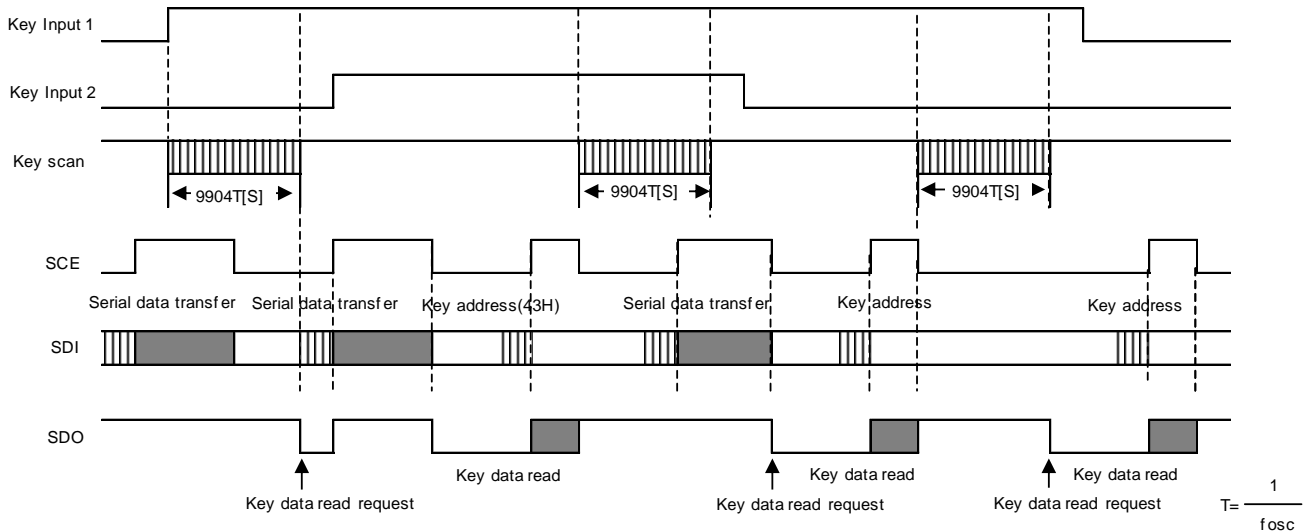 Key Input 1
Key Input 2
Key scan
9904T[S]
9904T[S]
9904T[S]
SCE
Serial data transfer
Serial data transfer
Key address(43H)
Serial data transfer
Key address
Key address
SDI
SDO
Key data read
Key data read
Key data read
Key data read request
Key data read request
Key data read request
T= 1
fosc